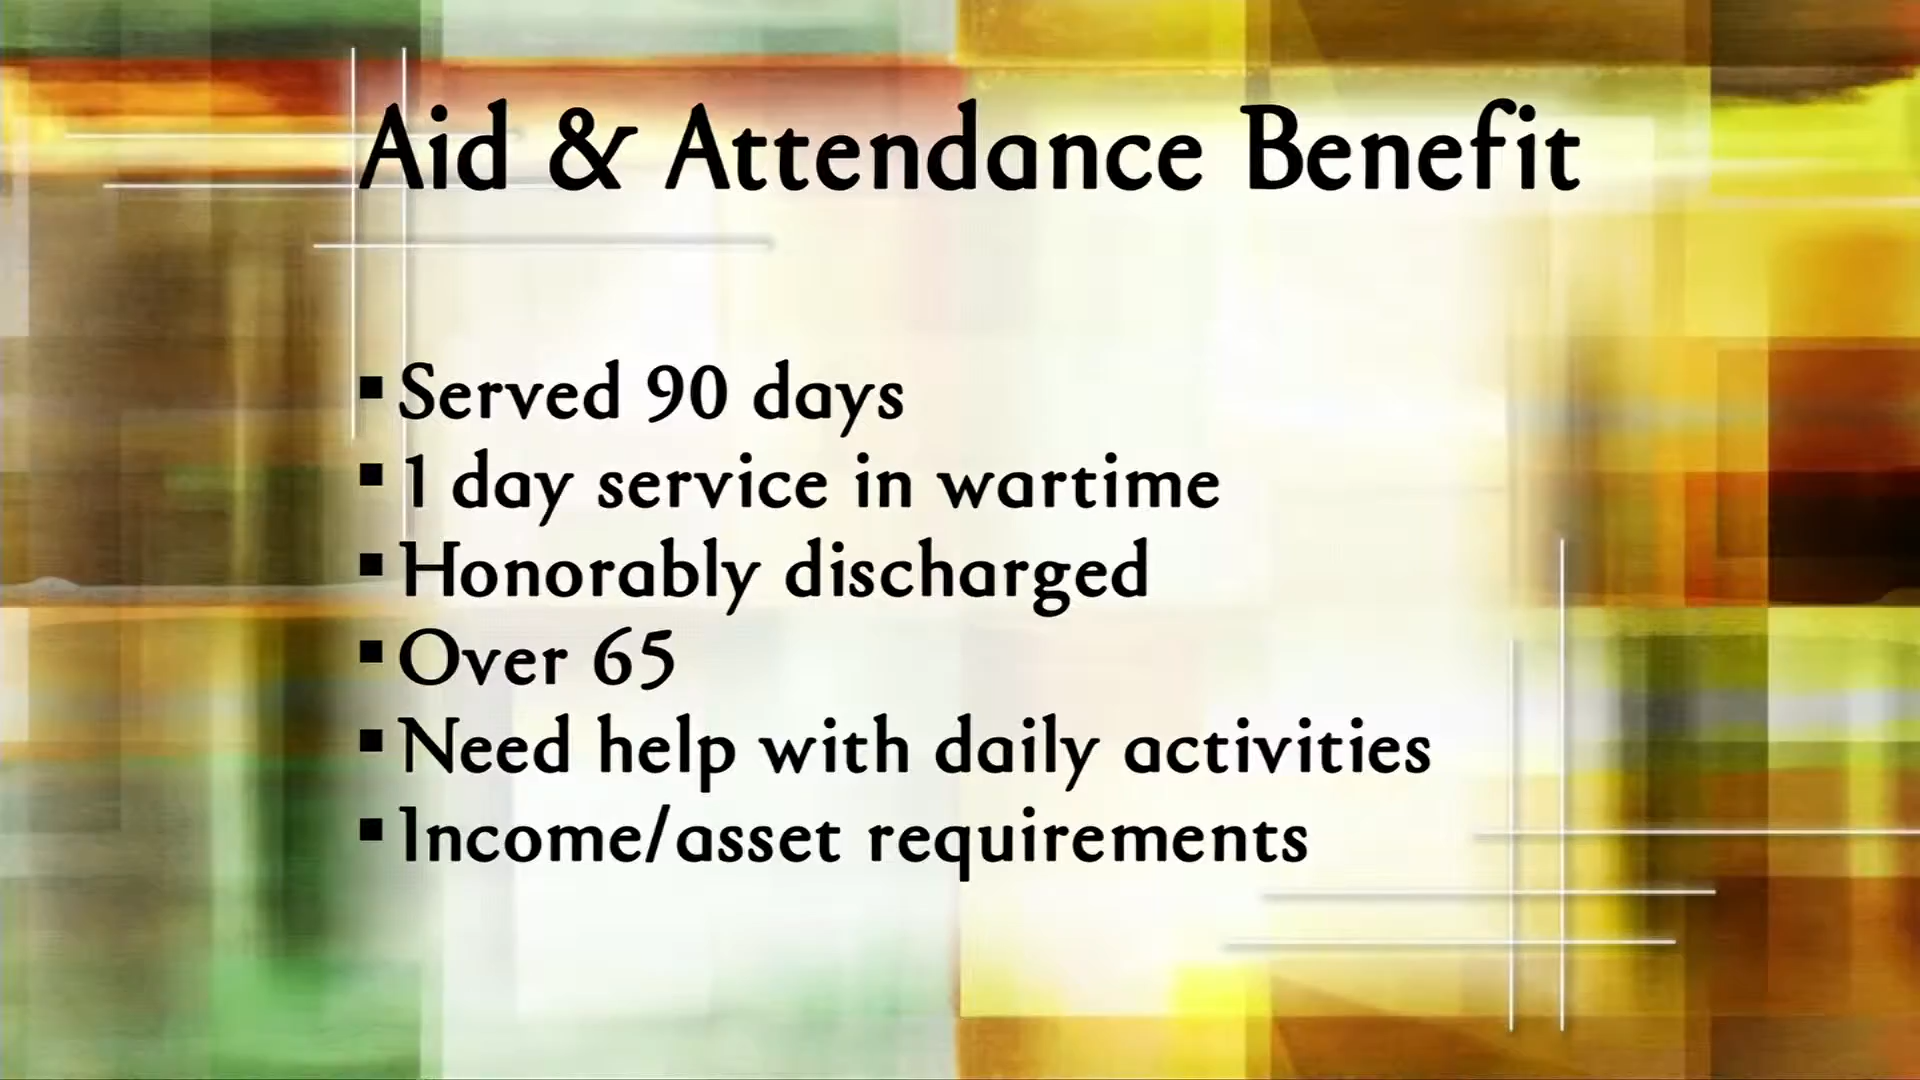 Aid & Attendance Benefit
▪Served 90 days
▪1 day service in wartime
▪Honorably discharged
▪Over 65
▪Need help with daily activities
▪Income/asset requirements